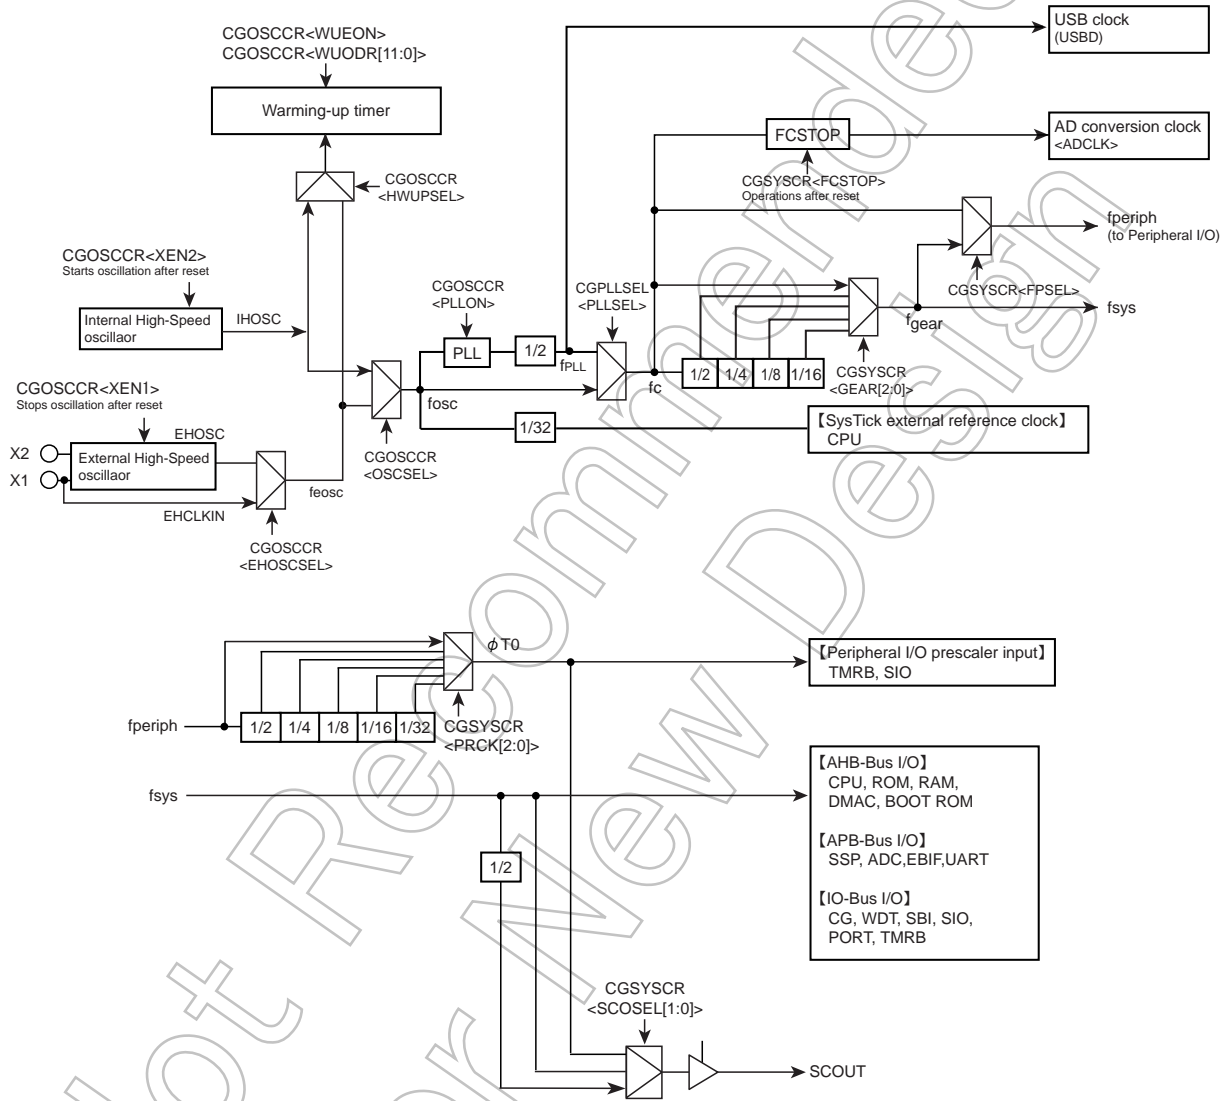 CGOSCCR<WUEON>
CGOSCCR<WUODR[11:0]>
Warming-up timer
CGOSCCR
<HWUPSEL>
USB clock
(USBD)
FCSTOP
AD conversion clock
<ADCLK>
CGSYSCR<FCSTOP>
Operations after reset
fperiph
(to Peripheral I/O)
CGSYSCR<FPSEL>
CGOSCCR<XEN2>
Starts oscillation after reset
Internal High-Speed
oscillaor
IHOSC
CGOSCCR
<PLLON>
PLL
1/2
fPLL
CGPLLSEL
<PLLSEL>
fc
1/2
1/4
1/8
1/16
fgear
fsys
CGSYSCR
<GEAR[2:0]>
CGOSCCR<XEN1>
Stops oscillation after reset
fosc
1/32
【SysTick external reference clock】
CPU
X2
X1
EHOSC
External High-Speed
oscillaor
EHCLKIN
feosc
CGOSCCR
<OSCSEL>
CGOSCCR
<EHOSCSEL>
ϕT0
【Peripheral I/O prescaler input】
TMRB, SIO
fperiph
1/2
1/4
1/8
1/16
1/32
CGSYSCR
<PRCK[2:0]>
fsys
【AHB-Bus I/O】
CPU, ROM, RAM,
DMAC, BOOT ROM
【APB-Bus I/O】
SSP, ADC,EBIF,UART
【IO-Bus I/O】
CG, WDT, SBI, SIO,
PORT, TMRB
1/2
CGSYSCR
<SCOSEL[1:0]>
SCOUT
Not Recommended
for New Design